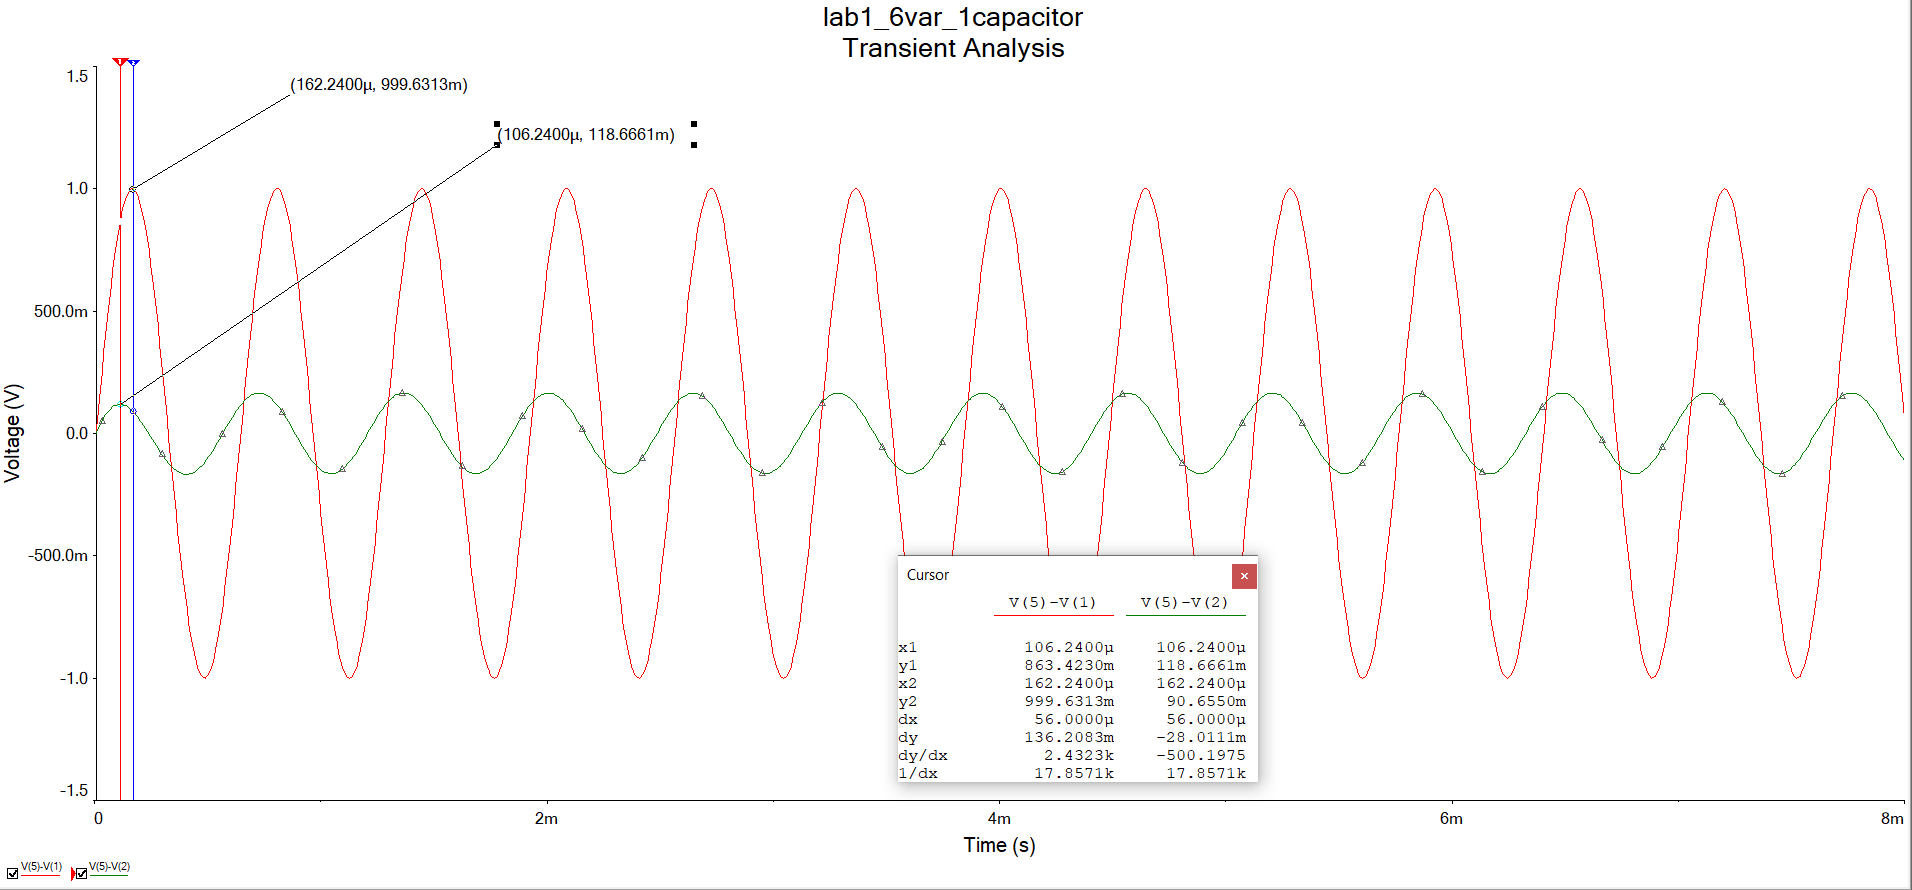 lab1_6var_1capacitor
Transient Analysis
1.5
(162.2400µ, 999.6313m)
(106.2400µ, 118.6661m)
1.0
500.0m
0.0
-500.0m
-1.0
-1.5
Voltage (V)
Cursor
V(5)-V(1) V(5)-V(2)
x1 106.2400µ 106.2400µ
y1 863.4230m 118.6661m
x2 162.2400µ 162.2400µ
y2 999.6313m 90.6550m
dx 56.0000µ 56.0000µ
dy 136.2083m -28.0111m
dy/dx 2.4323k -500.1975
1/dx 17.8571k 17.8571k
0 2m 4m 6m 8m
Time (s)
V(5)-V(1) V(5)-V(2)